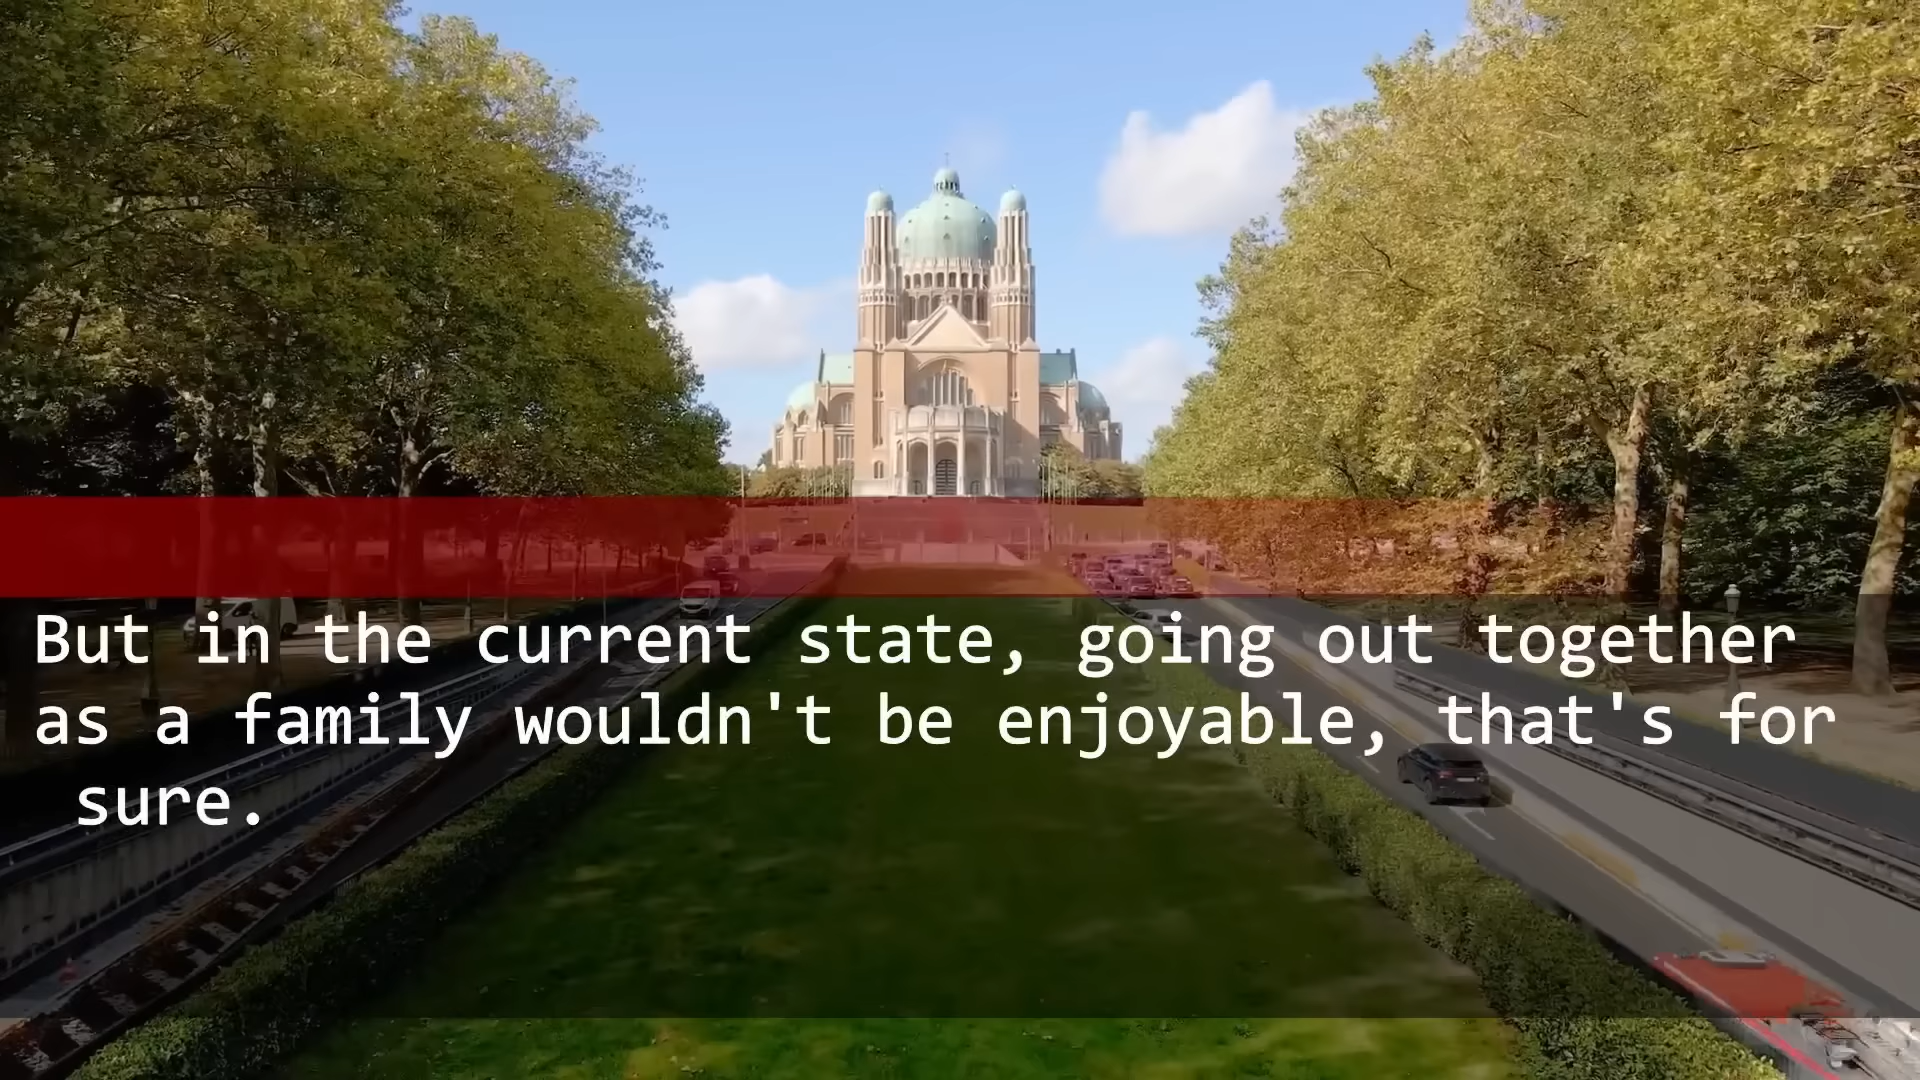 But in the current state, going out together
as a family wouldn't be enjoyable, that's for
sure.